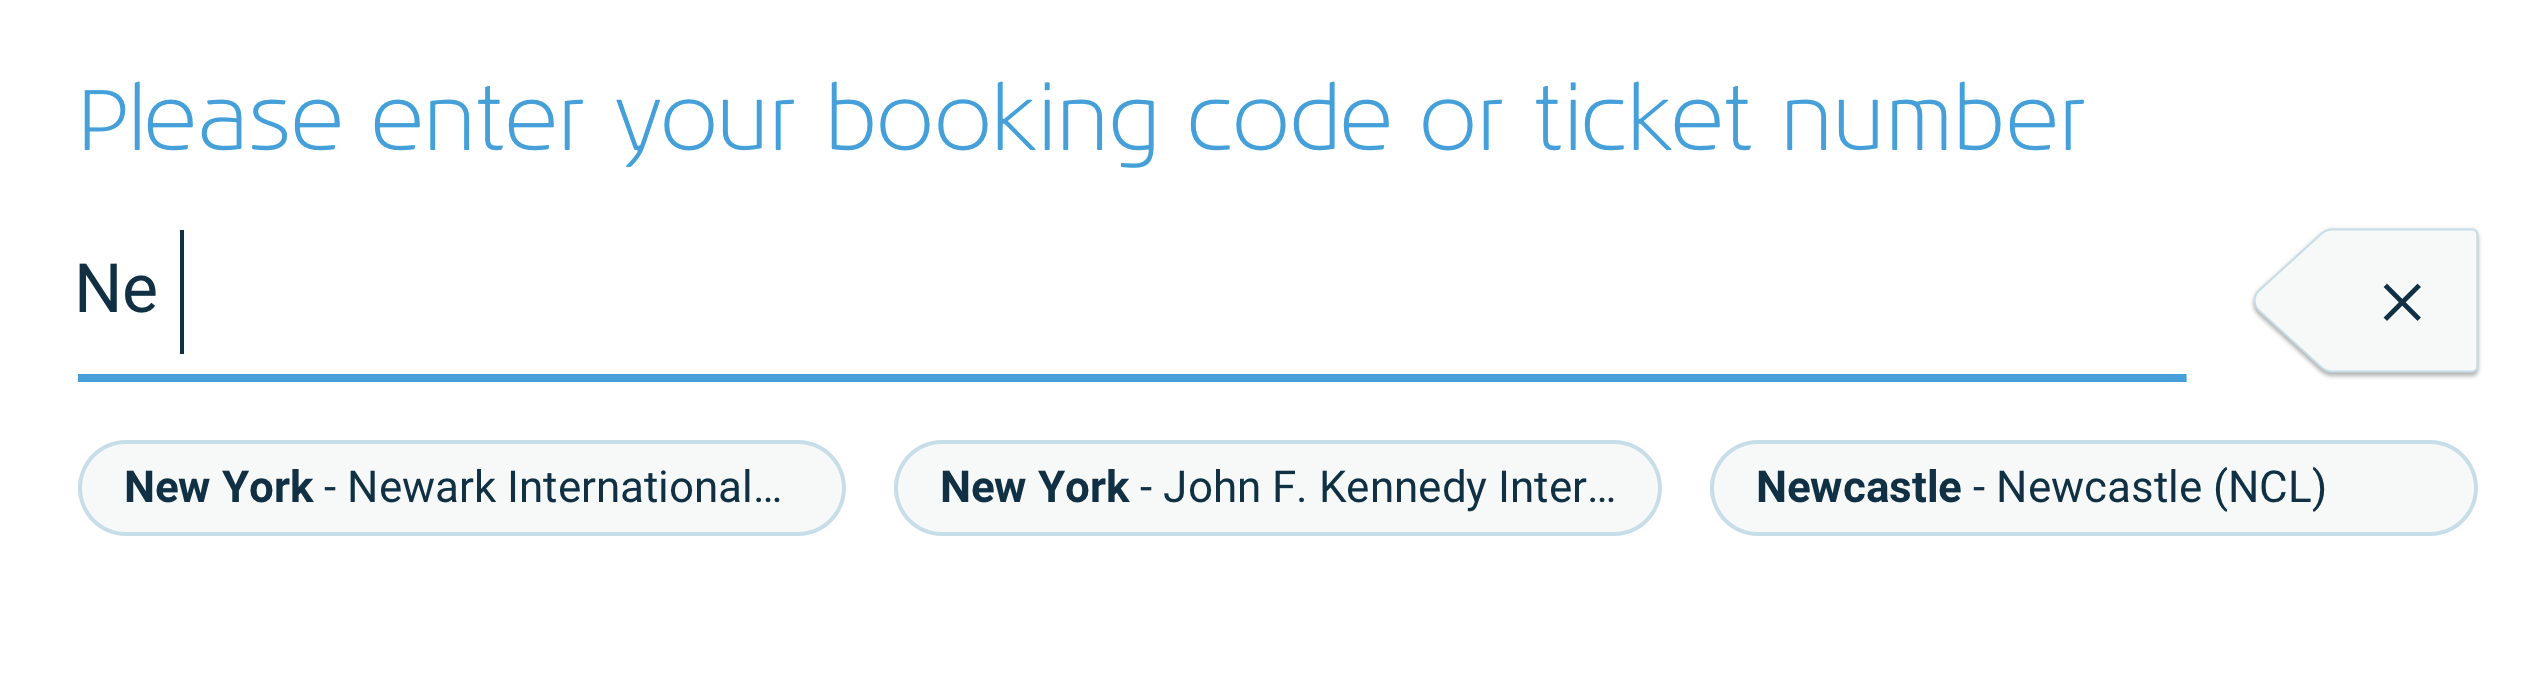 Please enter your booking code or ticket number
Ne
New York - Newark International...
New York - John F. Kennedy Inter...
Newcastle - Newcastle (NCL)